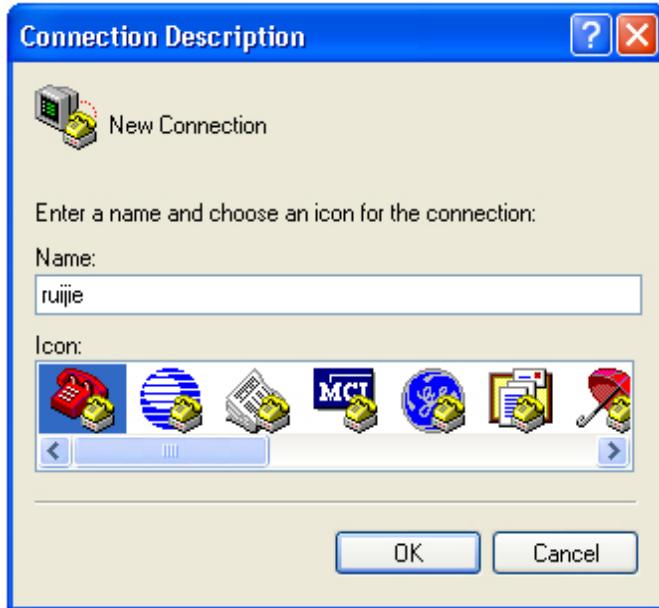 Connection Description
New Connection
Enter a name and choose an icon for the connection:
Name:
ruijie
Icon:
MCI
OK
Cancel